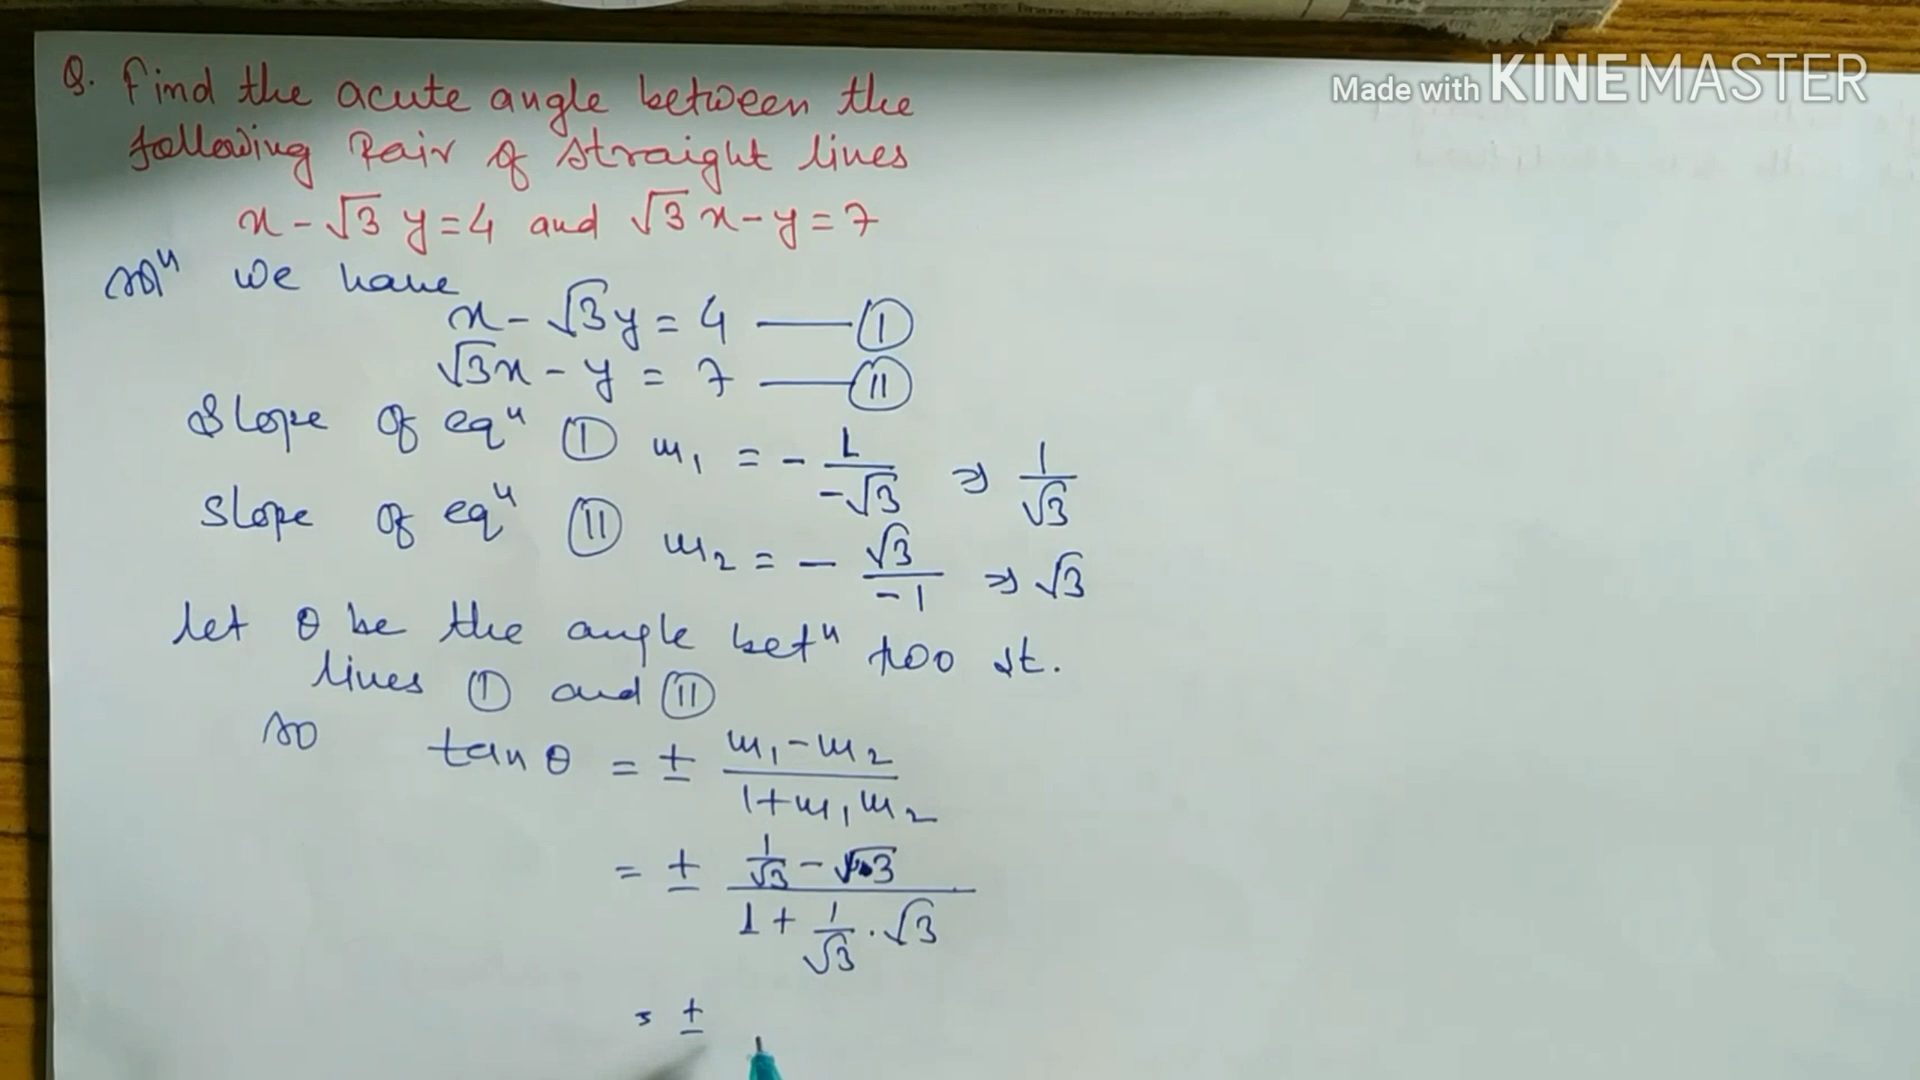 Made with KINEMASTER
Q. Find the acute angle between the
following Pair of straight lines
x - √3 y = 4 and √3 x - y = 7
solⁿ we have
x - √3y = 4 —— Ⓘ
√3x - y = 7 —— Ⓘⓘ
Slope of eqⁿ Ⓘ m₁ = - 1/-√3 ⇒ 1/√3
Slope of eqⁿ Ⓘⓘ m₂ = - √3/-1 ⇒ √3
let θ be the angle betⁿ two st.
lines Ⓘ and Ⓘⓘ
so tan θ = ± m₁ - m₂ / 1 + m₁ m₂
= ± 1/√3 - √3 / 1 + 1/√3 . √3
= ±